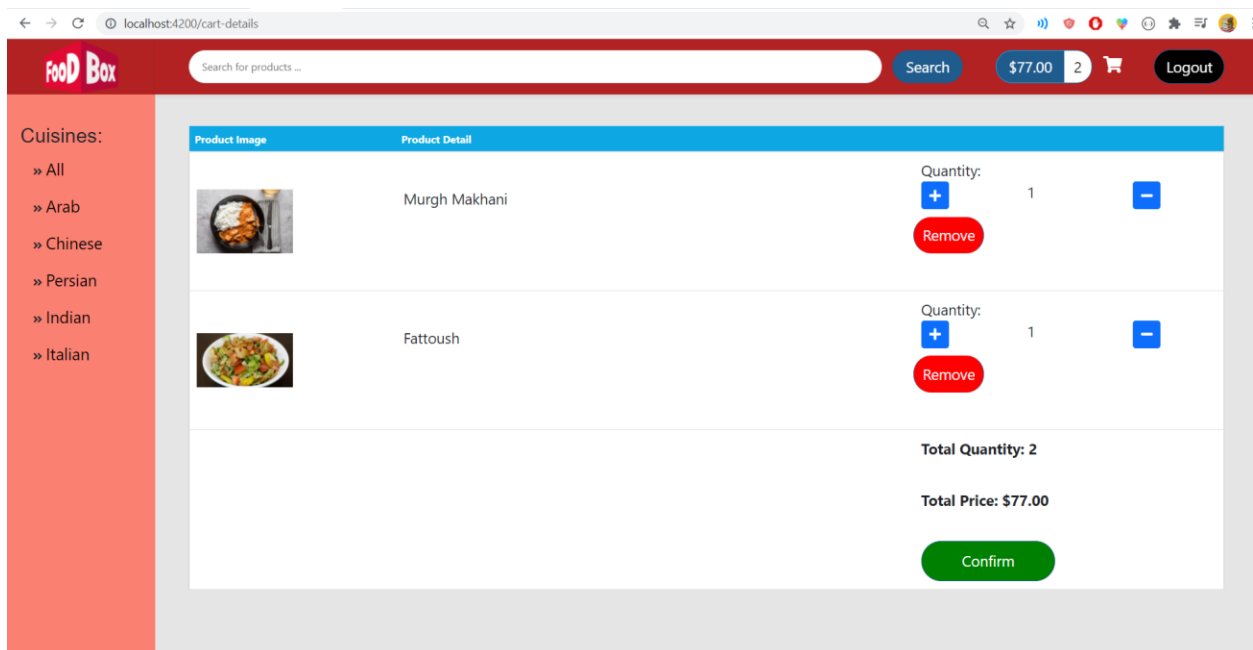 localhost:4200/cart-details
FooD Box
Search for products ...
Search
$77.00 2
Logout
Cuisines:
» All
» Arab
» Chinese
» Persian
» Indian
» Italian
Product Image Product Detail
Murgh Makhani
Quantity:
+ 1 −
Remove
Fattoush
Quantity:
+ 1 −
Remove
Total Quantity: 2
Total Price: $77.00
Confirm